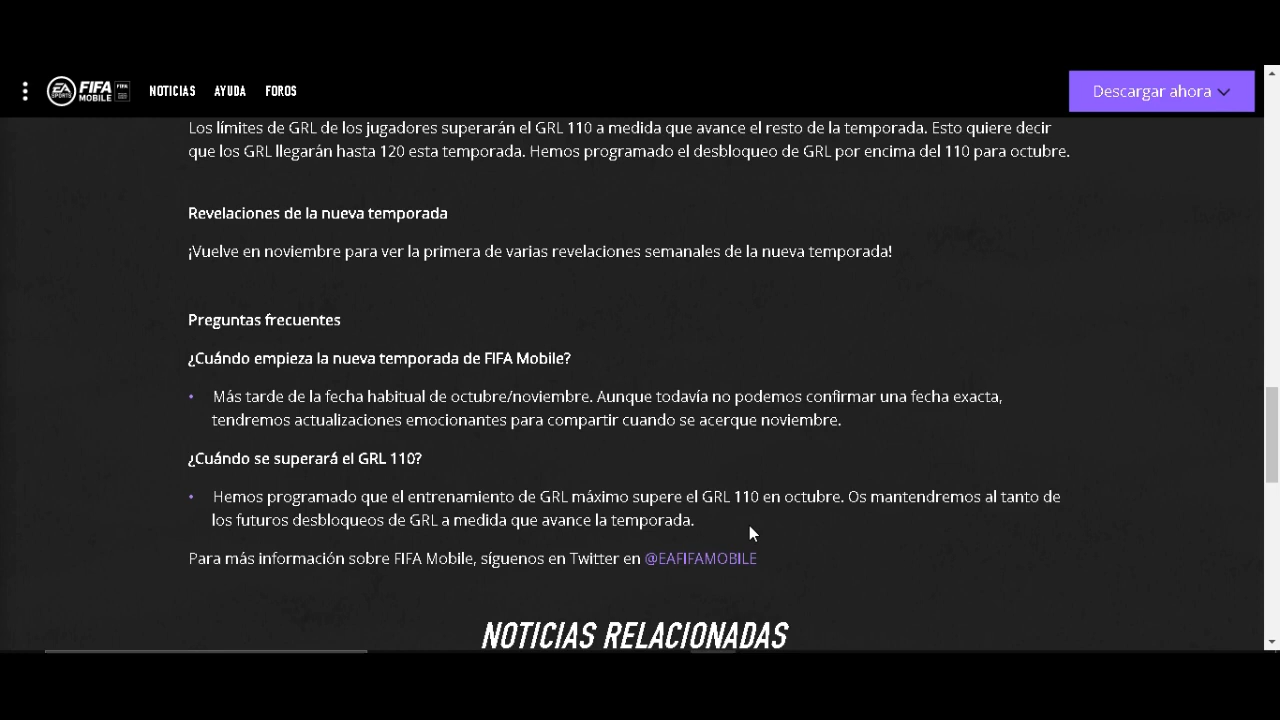 EA SPORTS FIFA MOBILE NOTICIAS AYUDA FOROS Descargar ahora
Los límites de GRL de los jugadores superarán el GRL 110 a medida que avance el resto de la temporada. Esto quiere decir
que los GRL llegarán hasta 120 esta temporada. Hemos programado el desbloqueo de GRL por encima del 110 para octubre.
Revelaciones de la nueva temporada
¡Vuelve en noviembre para ver la primera de varias revelaciones semanales de la nueva temporada!
Preguntas frecuentes
¿Cuándo empieza la nueva temporada de FIFA Mobile?
• Más tarde de la fecha habitual de octubre/noviembre. Aunque todavía no podemos confirmar una fecha exacta,
tendremos actualizaciones emocionantes para compartir cuando se acerque noviembre.
¿Cuándo se superará el GRL 110?
• Hemos programado que el entrenamiento de GRL máximo supere el GRL 110 en octubre. Os mantendremos al tanto de
los futuros desbloqueos de GRL a medida que avance la temporada.
Para más información sobre FIFA Mobile, síguenos en Twitter en @EAFIFAMOBILE
NOTICIAS RELACIONADAS